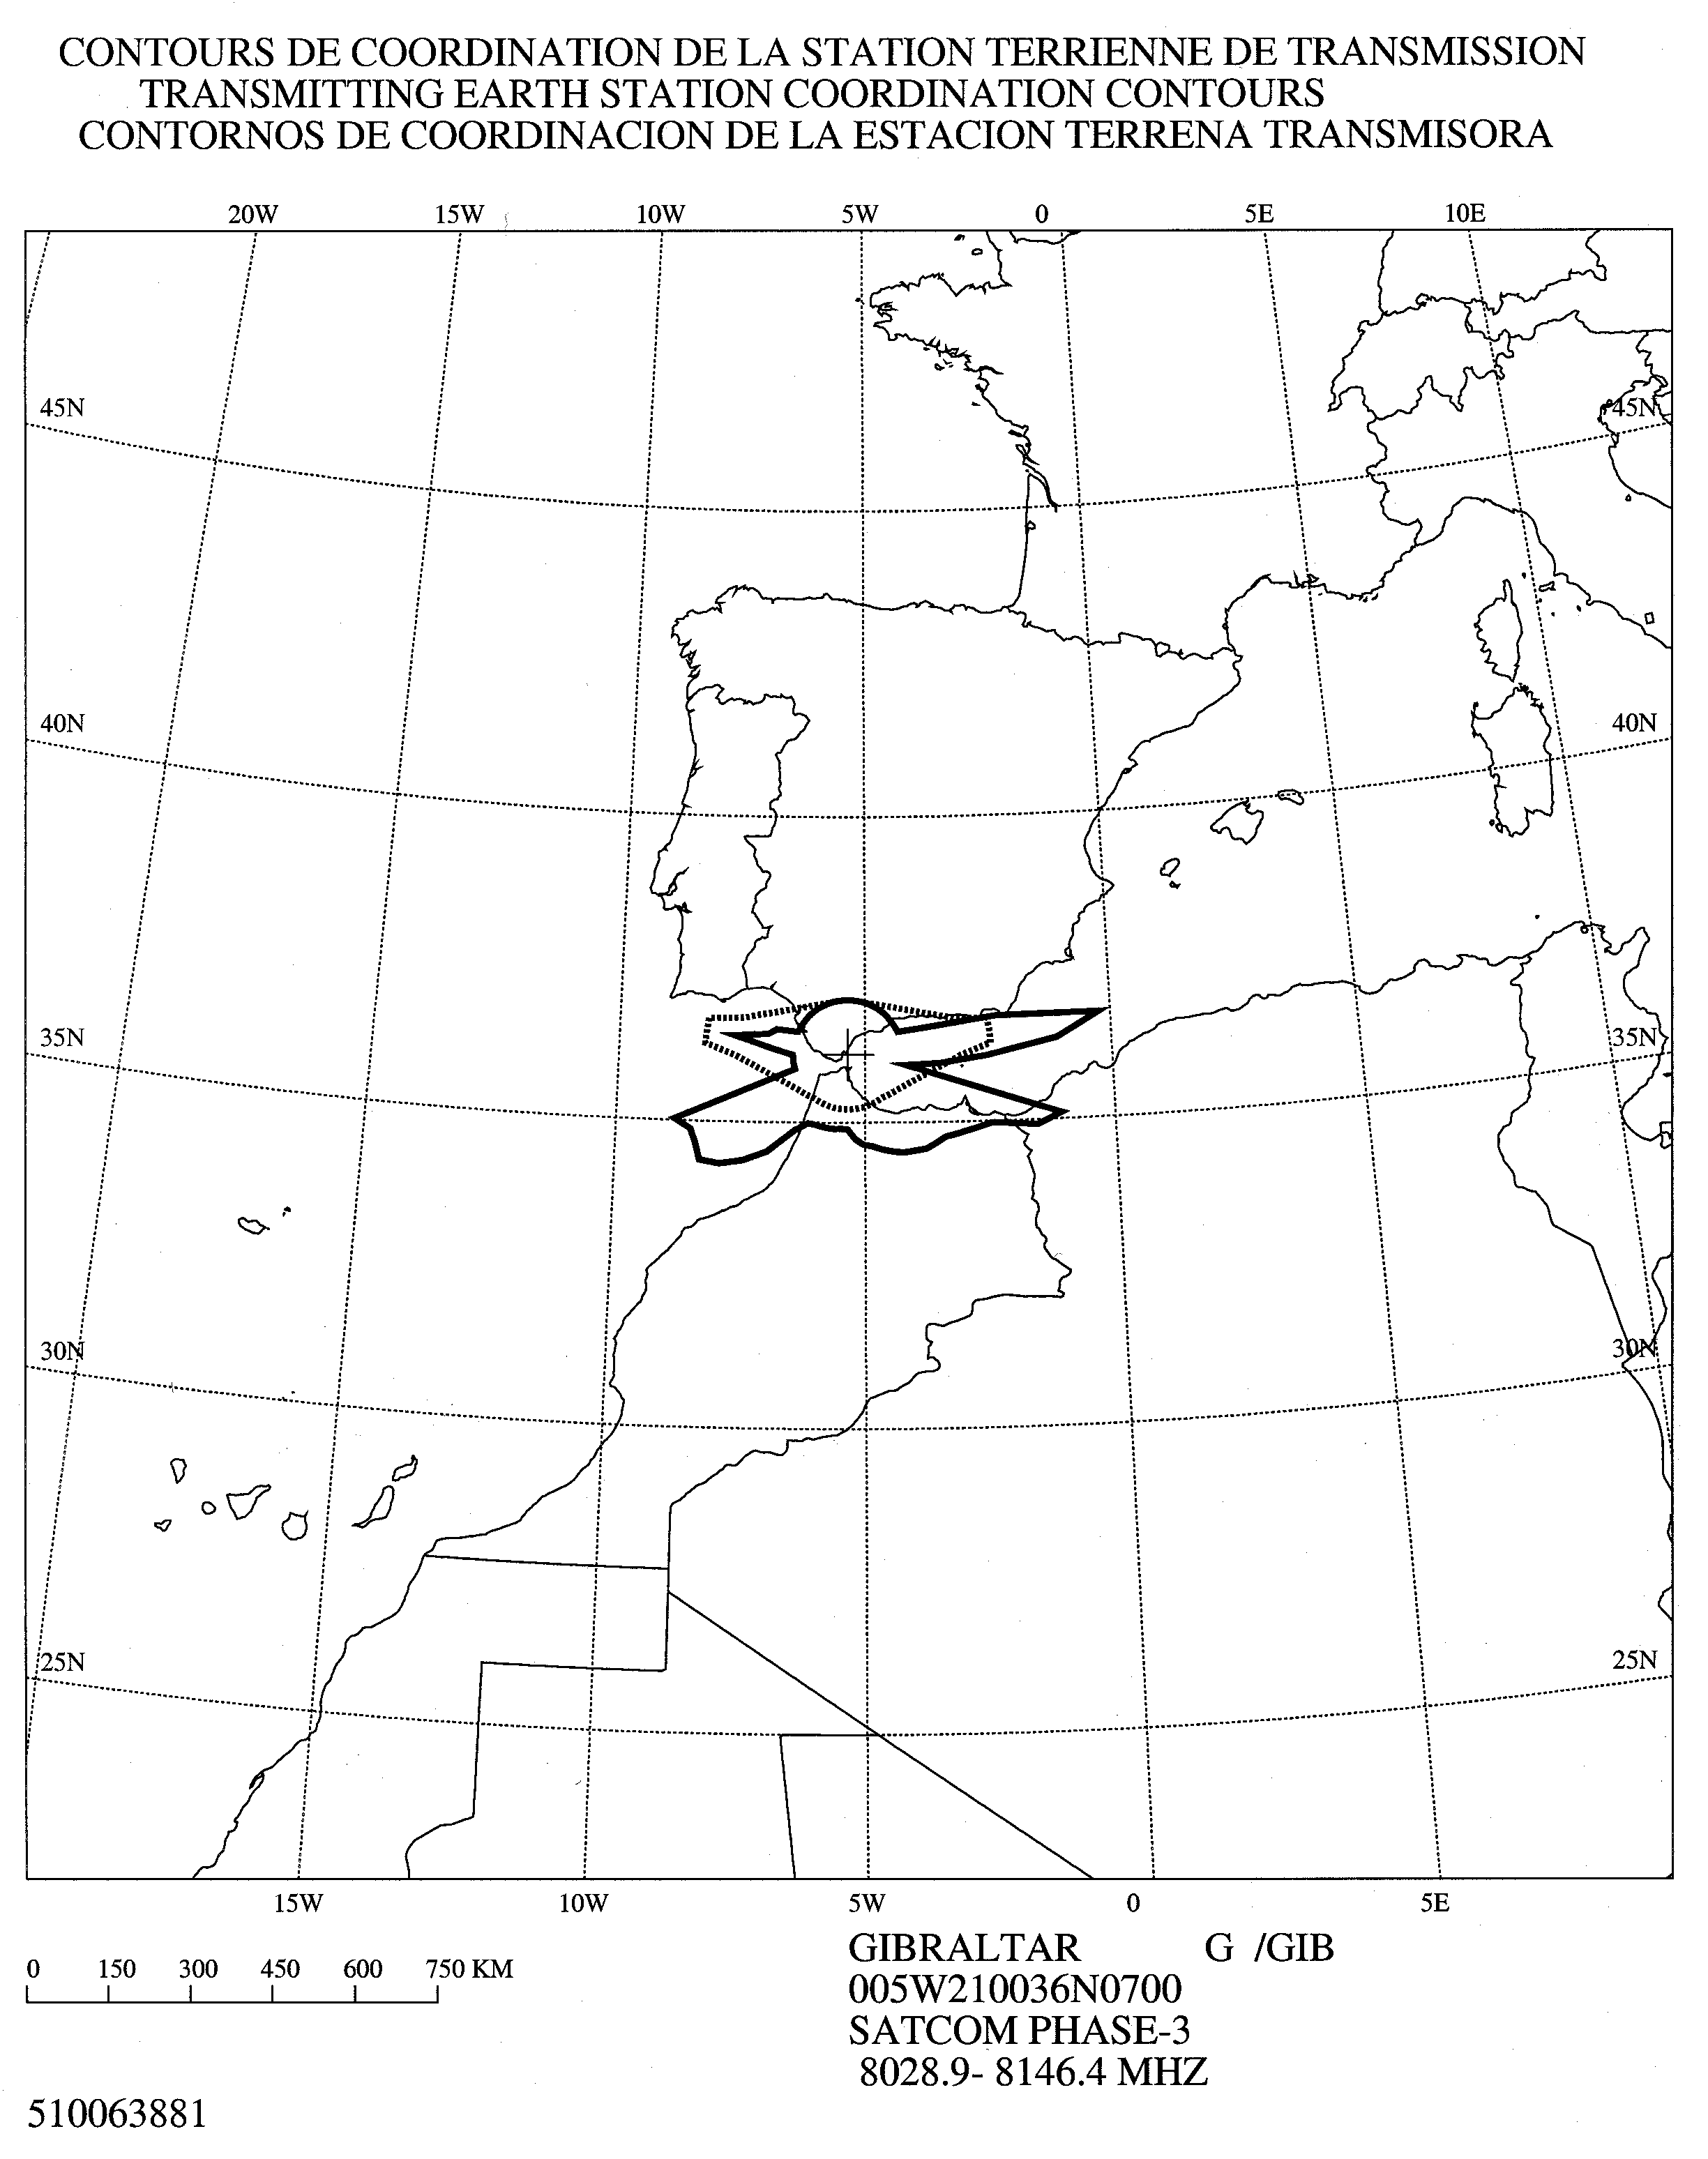 CONTOURS DE COORDINATION DE LA STATION TERRIENNE DE TRANSMISSION
TRANSMITTING EARTH STATION COORDINATION CONTOURS
CONTORNOS DE COORDINACION DE LA ESTACION TERRENA TRANSMISORA
20W 15W 10W 5W 0 5E 10E
45N 45N
40N 40N
35N 35N
30N 30N
25N 25N
15W 10W 5W 0 5E
0 150 300 450 600 750 KM
GIBRALTAR G /GIB
005W210036N0700
SATCOM PHASE-3
8028.9- 8146.4 MHZ
510063881